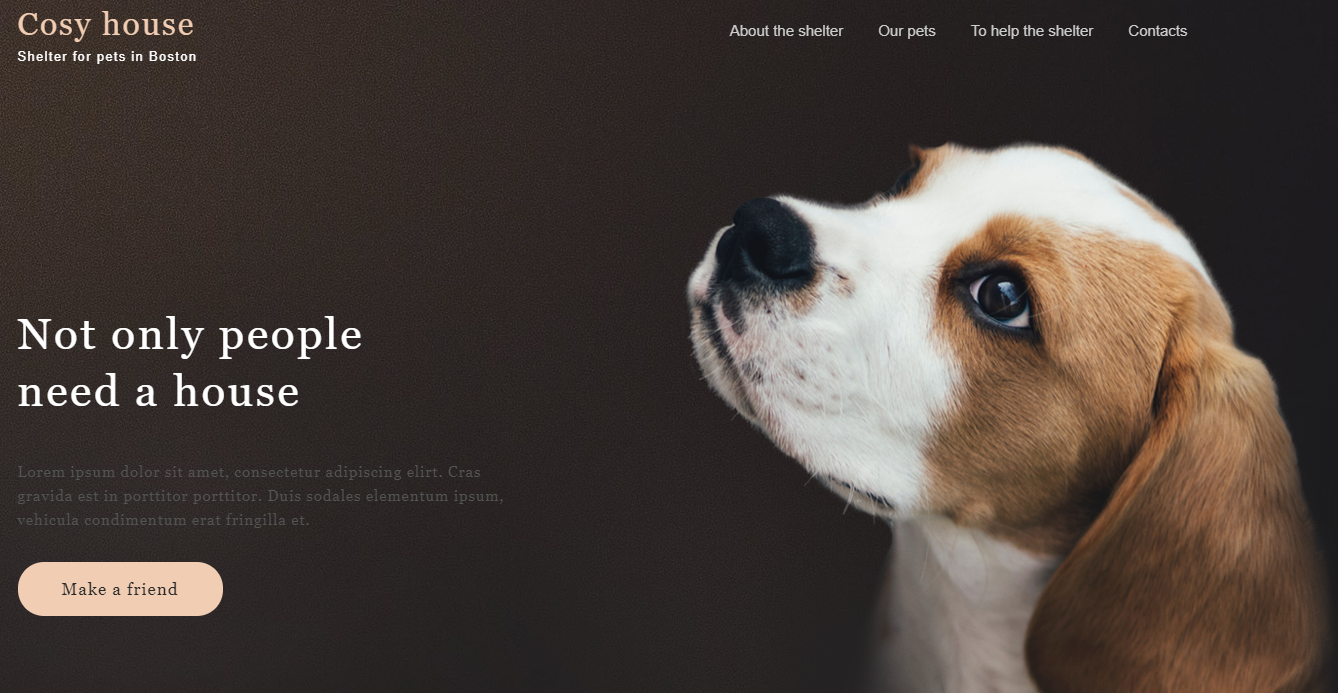 Cosy house
Shelter for pets in Boston
About the shelter
Our pets
To help the shelter
Contacts
Not only people
need a house
Lorem ipsum dolor sit amet, consectetur adipiscing elirt. Cras
gravida est in porttitor porttitor. Duis sodales elementum ipsum,
vehicula condimentum erat fringilla et.
Make a friend